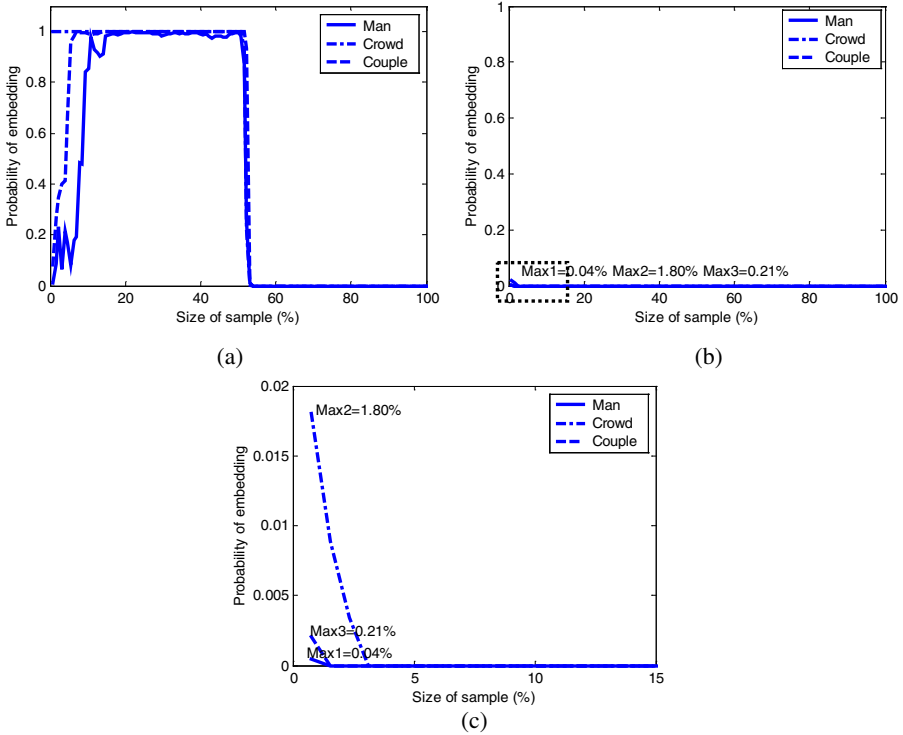 1
0.8
0.6
0.4
0.2
0
0 20 40 60 80 100
Probability of embedding
Size of sample (%)
Man
Crowd
Couple
(a)
1
0.8
0.6
0.4
0.2
0
0 20 40 60 80 100
Probability of embedding
Size of sample (%)
Man
Crowd
Couple
Max1=0.04% Max2=1.80% Max3=0.21%
(b)
0.02
0.015
0.01
0.005
0
0 5 10 15
Probability of embedding
Size of sample (%)
Man
Crowd
Couple
Max2=1.80%
Max3=0.21%
Max1=0.04%
(c)